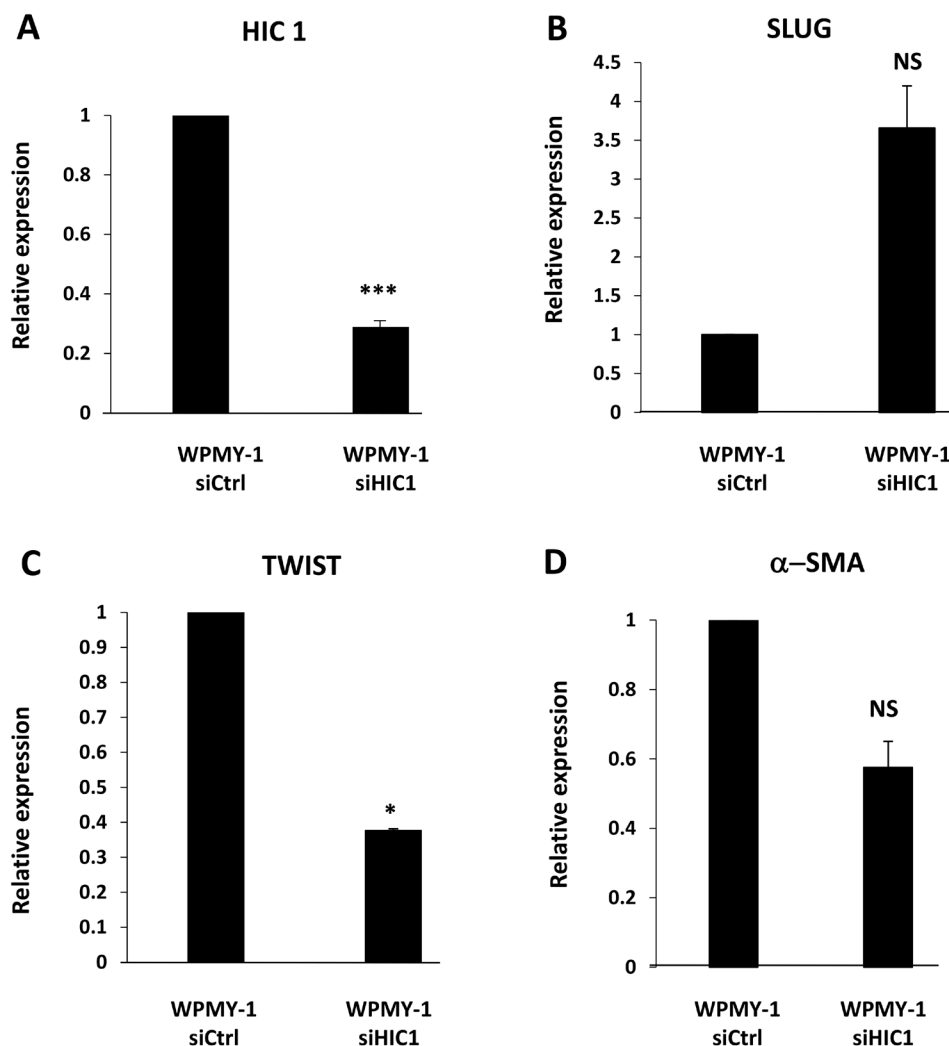 A
HIC 1
Relative expression
1
0.8
0.6
0.4
0.2
0
***
WPMY-1
siCtrl
WPMY-1
siHIC1
B
SLUG
Relative expression
4.5
4
3.5
3
2.5
2
1.5
1
0.5
0
NS
WPMY-1
siCtrl
WPMY-1
siHIC1
C
TWIST
Relative expression
1
0.9
0.8
0.7
0.6
0.5
0.4
0.3
0.2
0.1
0
*
WPMY-1
siCtrl
WPMY-1
siHIC1
D
α–SMA
Relative expression
1
0.8
0.6
0.4
0.2
0
NS
WPMY-1
siCtrl
WPMY-1
siHIC1